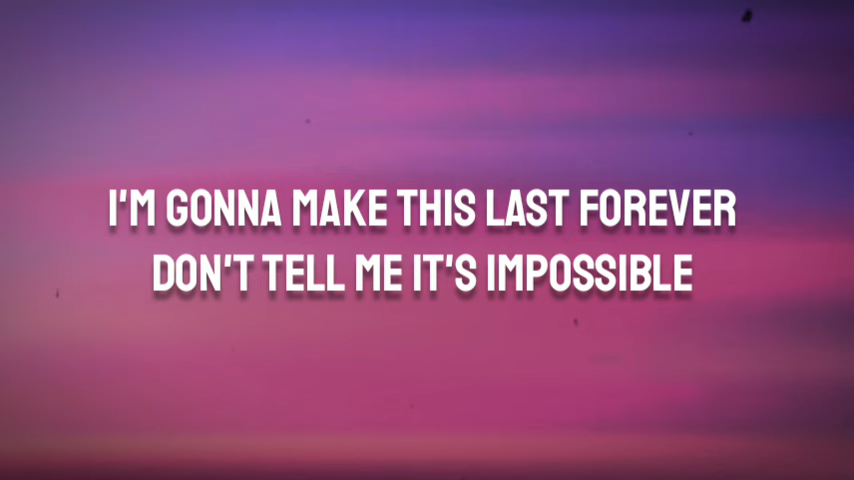 I'M GONNA MAKE THIS LAST FOREVER
DON'T TELL ME IT'S IMPOSSIBLE